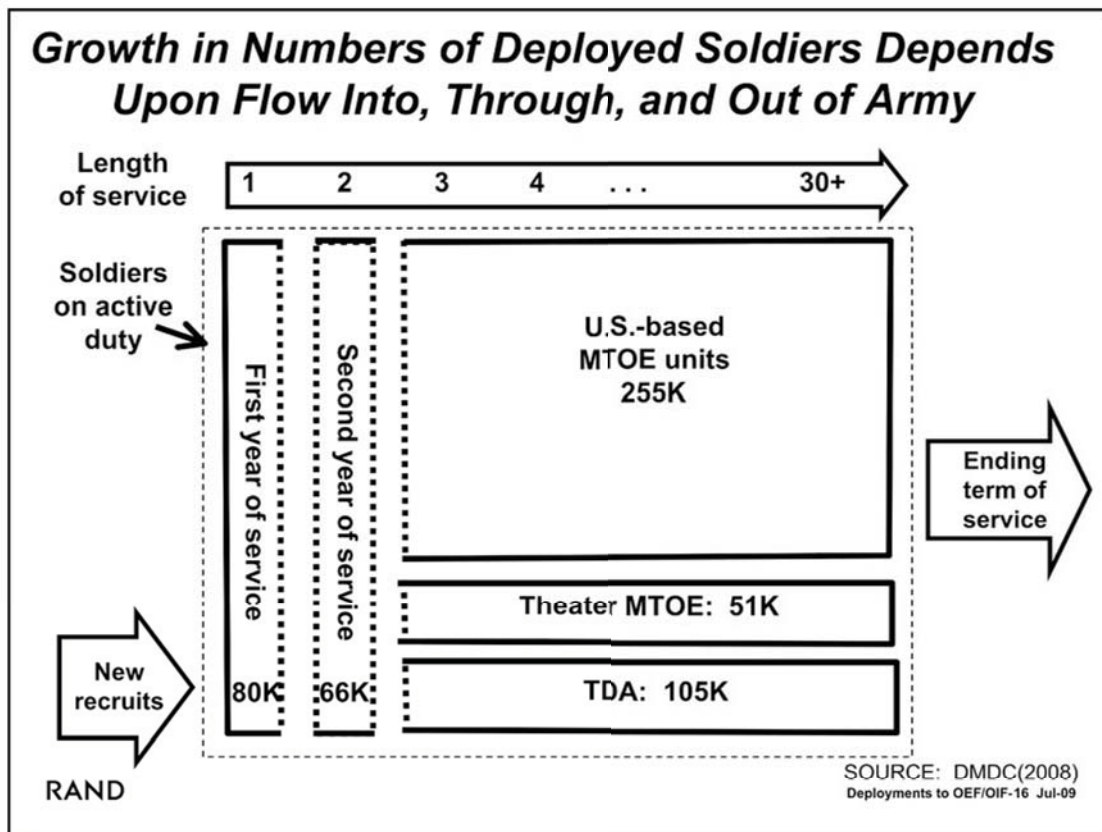 Growth in Numbers of Deployed Soldiers Depends
Upon Flow Into, Through, and Out of Army
Length
of service
1 2 3 4 . . . 30+
Soldiers
on active
duty
First year of service
80K
Second year of service
66K
U.S.-based
MTOE units
255K
Theater MTOE: 51K
TDA: 105K
New
recruits
Ending
term of
service
RAND
SOURCE: DMDC(2008)
Deployments to OEF/OIF-16 Jul-09